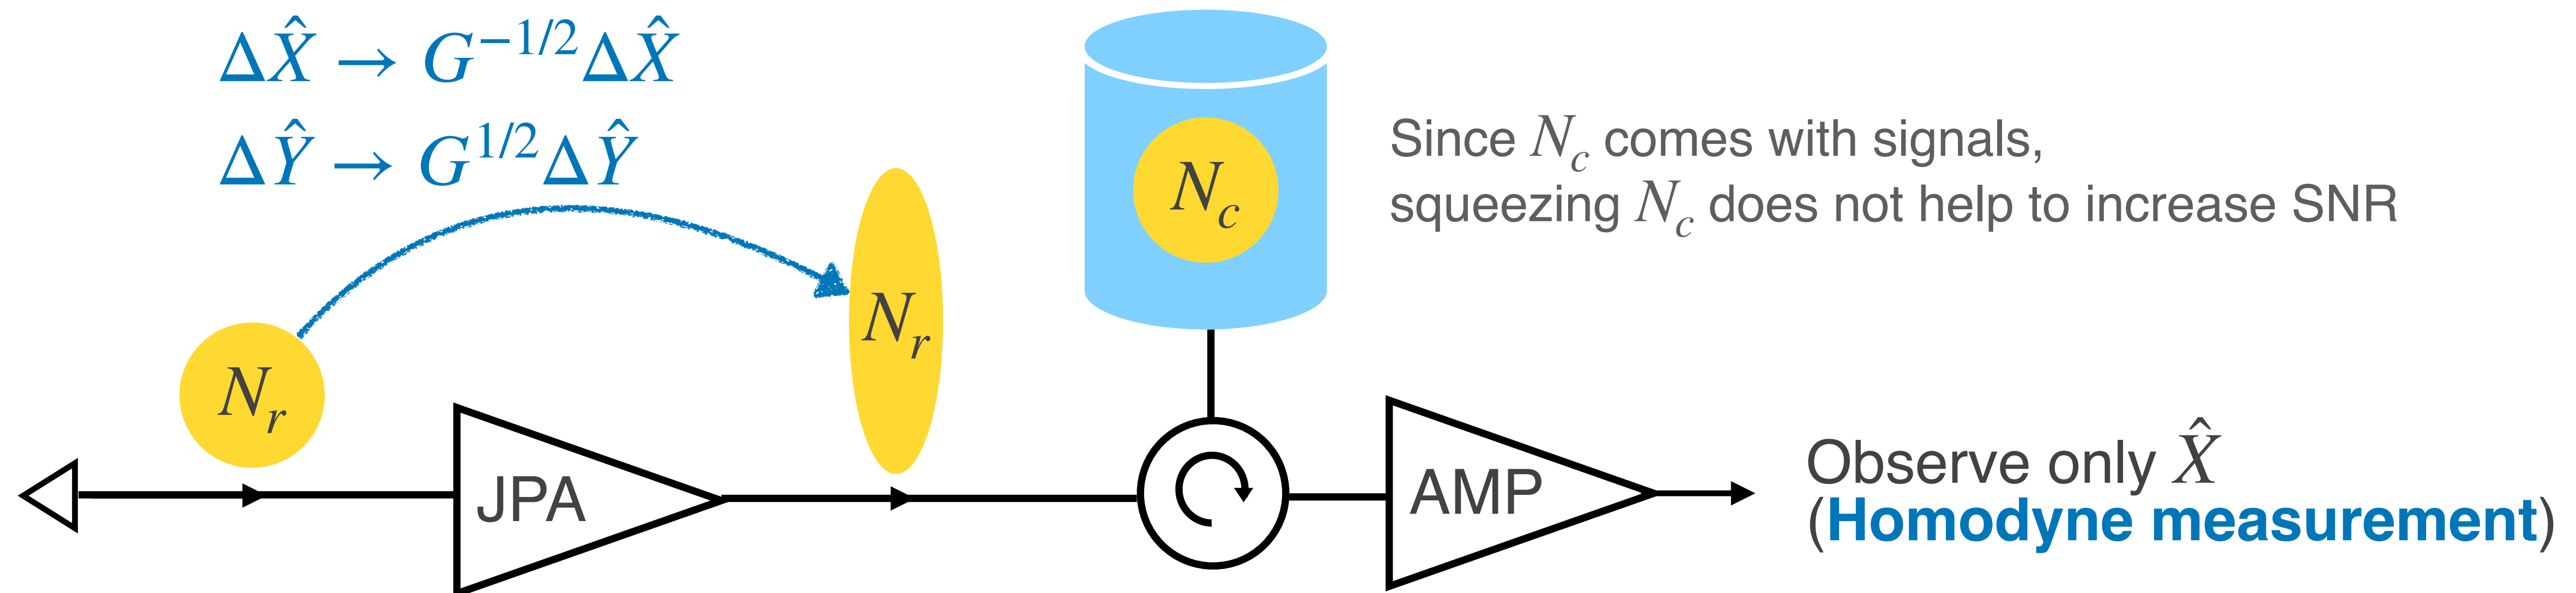 ΔX̂ → G^{−1/2}ΔX̂
ΔŶ → G^{1/2}ΔŶ
N_r
N_r
N_c
Since N_c comes with signals,
squeezing N_c does not help to increase SNR
JPA
AMP
Observe only X̂
(Homodyne measurement)